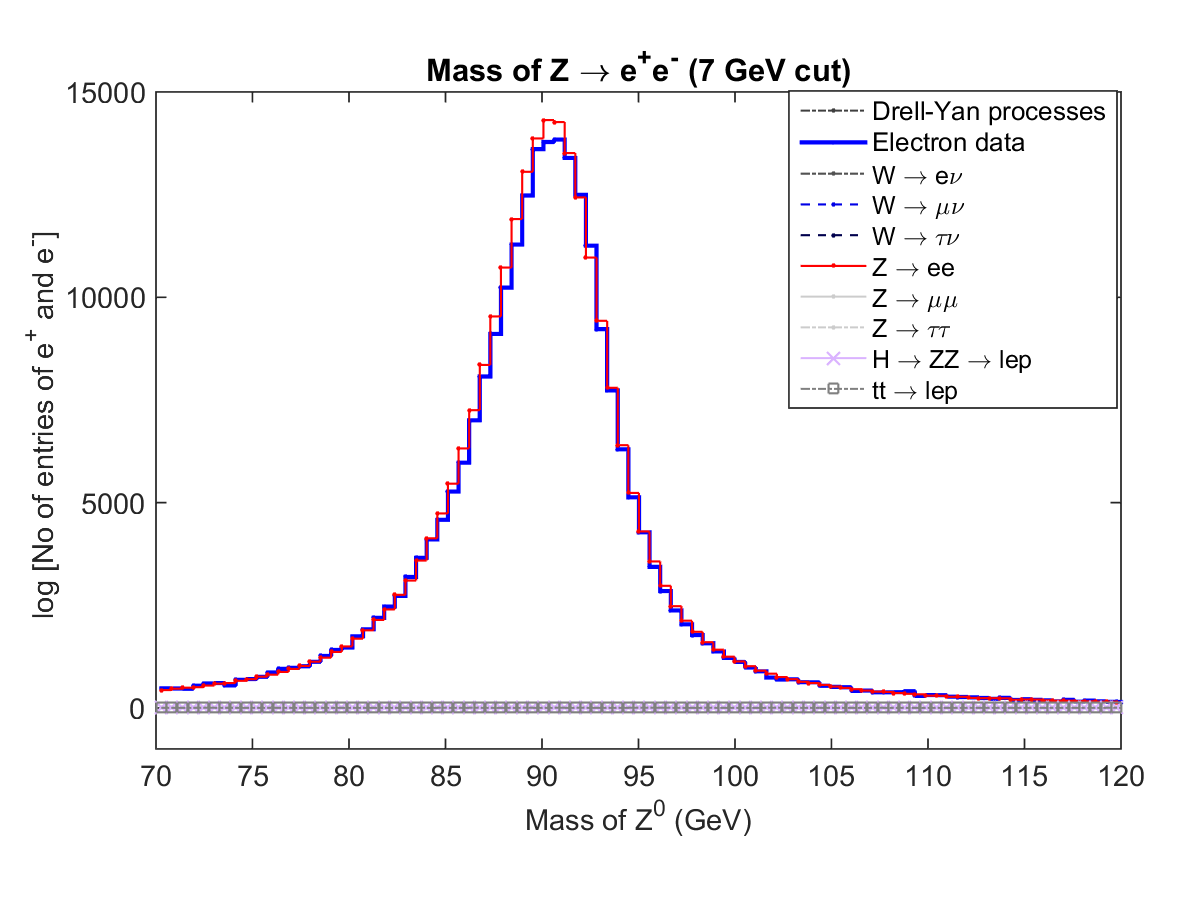 Mass of Z → e⁺e⁻ (7 GeV cut)
15000
10000
5000
0
log [No of entries of e⁺ and e⁻]
Drell-Yan processes
Electron data
W → eν
W → μν
W → τν
Z → ee
Z → μμ
Z → ττ
H → ZZ → lep
tt → lep
70 75 80 85 90 95 100 105 110 115 120
Mass of Z⁰ (GeV)